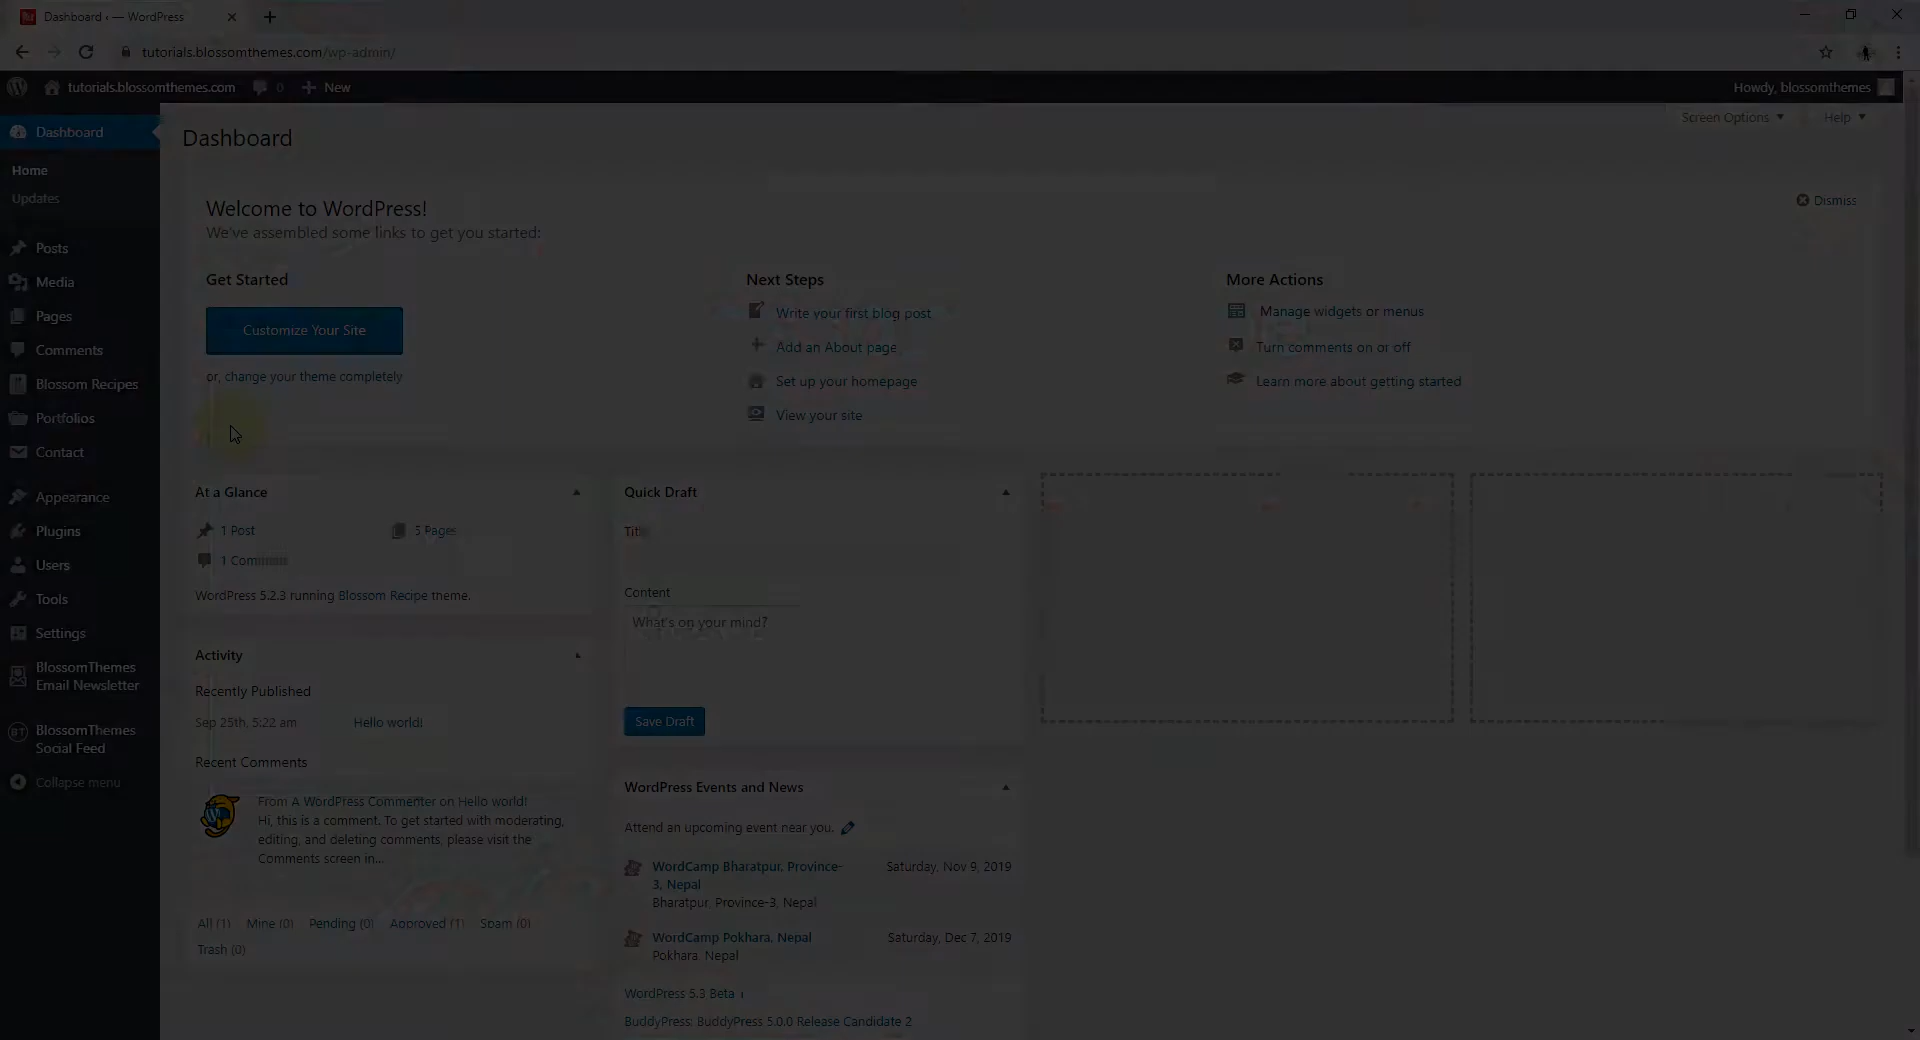 Dashboard ‹ — WordPress
tutorials.blossomthemes.com/wp-admin/
tutorials.blossomthemes.com 0 New
Howdy, blossomthemes
Screen Options Help
Dashboard
Home
Updates
Posts
Media
Pages
Comments
Blossom Recipes
Portfolios
Contact
Appearance
Plugins
Users
Tools
Settings
BlossomThemes
Email Newsletter
BT
BlossomThemes
Social Feed
Collapse menu
Dashboard
Welcome to WordPress!
We've assembled some links to get you started:
Dismiss
Get Started
Customize Your Site
or, change your theme completely
Next Steps
Write your first blog post
Add an About page
Set up your homepage
View your site
More Actions
Manage widgets or menus
Turn comments on or off
Learn more about getting started
At a Glance
1 Post
5 Pages
1
WordPress 5.2.3 running Blossom Recipe theme.
Activity
Recently Published
Sep 25th, 5:22 am Hello world!
Recent Comments
From A WordPress Commenter on Hello world!
Hi, this is a comment. To get started with moderating,
editing, and deleting comments, please visit the
Comments screen in...
All (1) Mine (0) Pending (0) Approved (1) Spam (0)
Trash (0)
Quick Draft
Content
What's on your mind?
Save Draft
WordPress Events and News
Attend an upcoming event near you.
WordCamp Bharatpur, Province-
3, Nepal
Bharatpur, Province-3, Nepal
Saturday, Nov 9, 2019
WordCamp Pokhara, Nepal
Pokhara, Nepal
Saturday, Dec 7, 2019
WordPress 5.3 Beta
BuddyPress: BuddyPress 5.0.0 Release Candidate 2